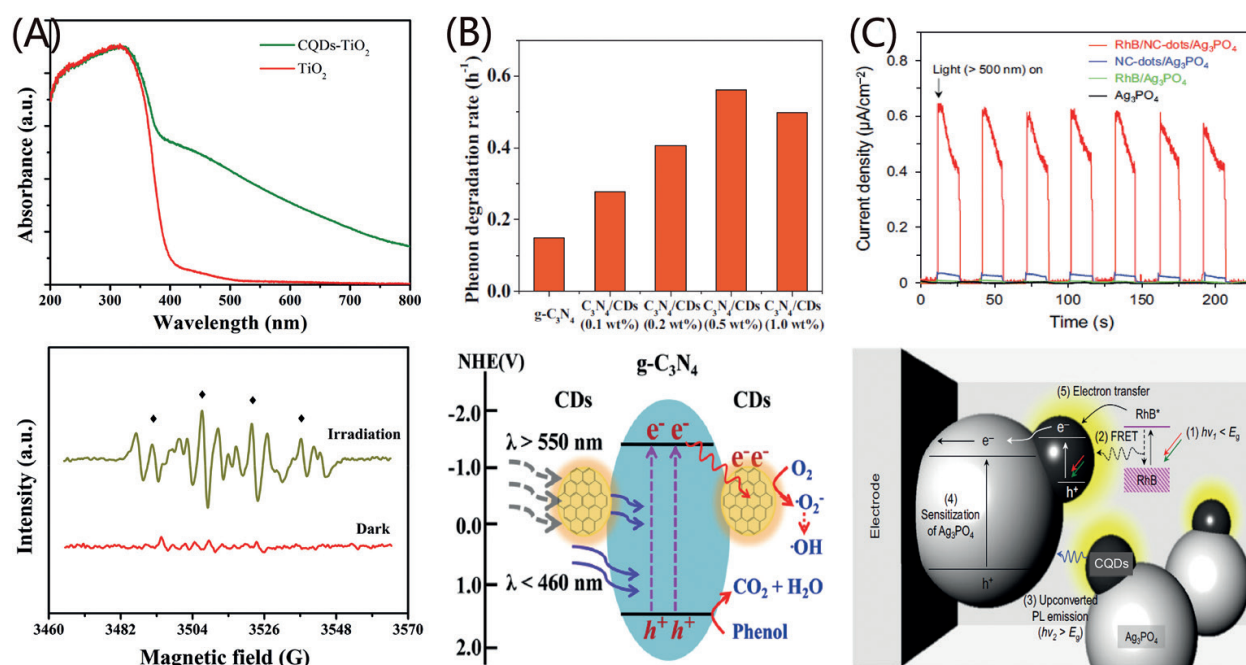 (A)
CQDs-TiO2
TiO2
Absorbance (a.u.)
200 300 400 500 600 700 800
Wavelength (nm)
Irradiation
Dark
Intensity (a.u.)
3460 3482 3504 3526 3548 3570
Magnetic field (G)
(B)
Phenon degradation rate (h-1)
0.6
0.4
0.2
0.0
g-C3N4
C3N4/CDs (0.1 wt%)
C3N4/CDs (0.2 wt%)
C3N4/CDs (0.5 wt%)
C3N4/CDs (1.0 wt%)
NHE(V)
g-C3N4
-2.0
CDs
CDs
λ > 550 nm
e- e-
-1.0
e-e-
O2
·O2-
0.0
·OH
λ < 460 nm
1.0
CO2 + H2O
h+ h+
Phenol
2.0
(C)
RhB/NC-dots/Ag3PO4
NC-dots/Ag3PO4
RhB/Ag3PO4
Ag3PO4
Light (> 500 nm) on
Current density (μA/cm-2)
0.8
0.6
0.4
0.2
0
0 50 100 150 200
Time (s)
Electrode
(5) Electron transfer
RhB*
e-
e-
(2) FRET
(1) hv1 < Eg
RhB
h+
(4)
Sensitization
of Ag3PO4
h+
CQDs
(3) Upconverted
PL emission
(hv2 > Eg)
Ag3PO4